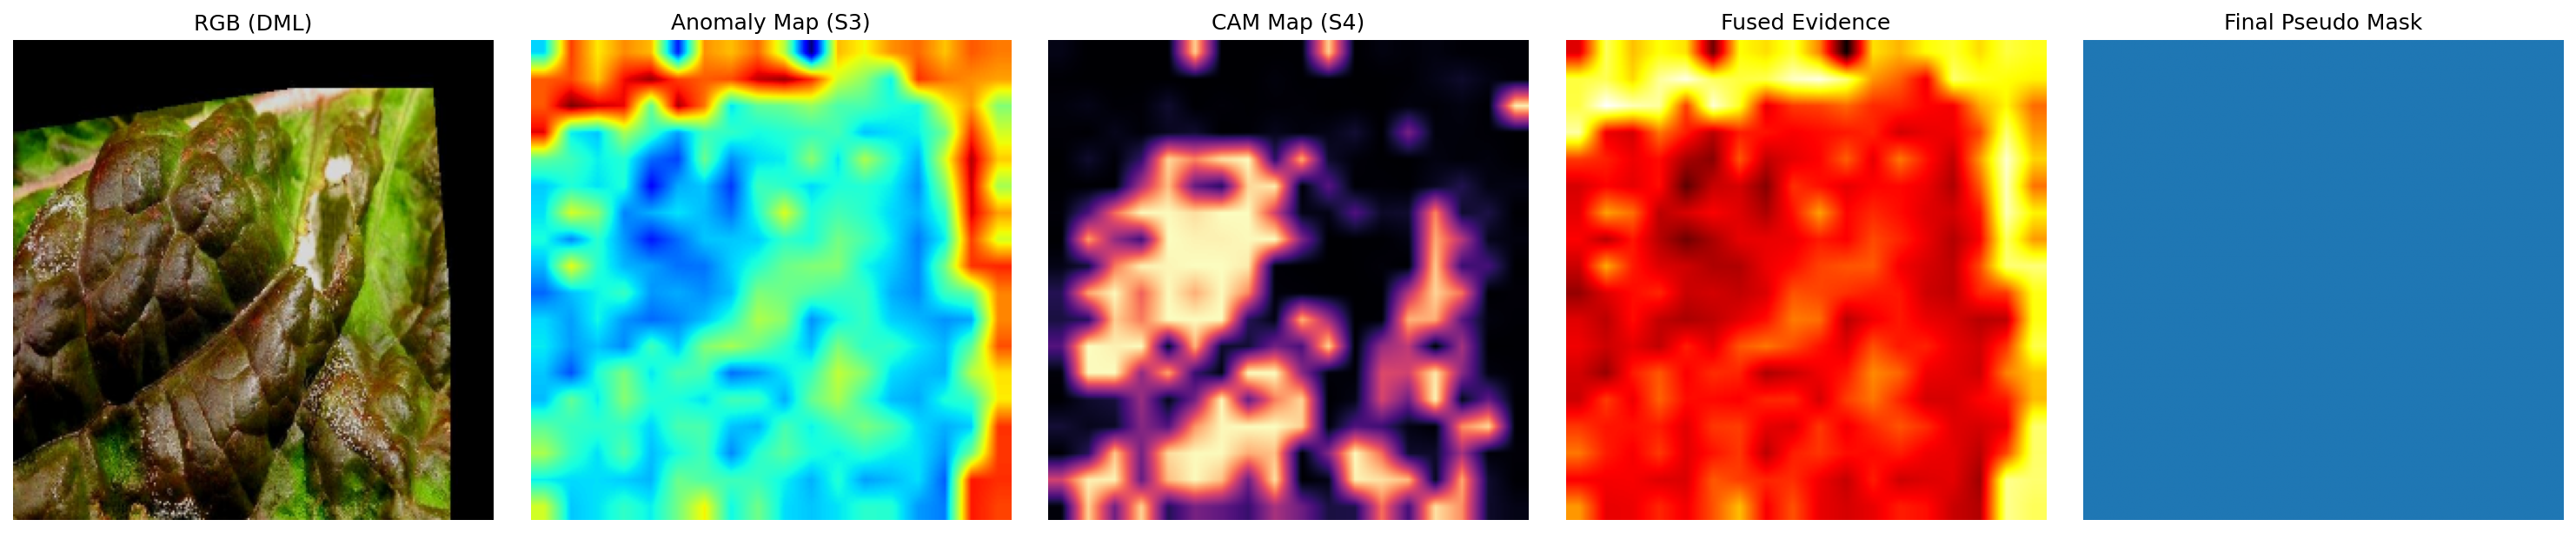 RGB (DML)
Anomaly Map (S3)
CAM Map (S4)
Fused Evidence
Final Pseudo Mask